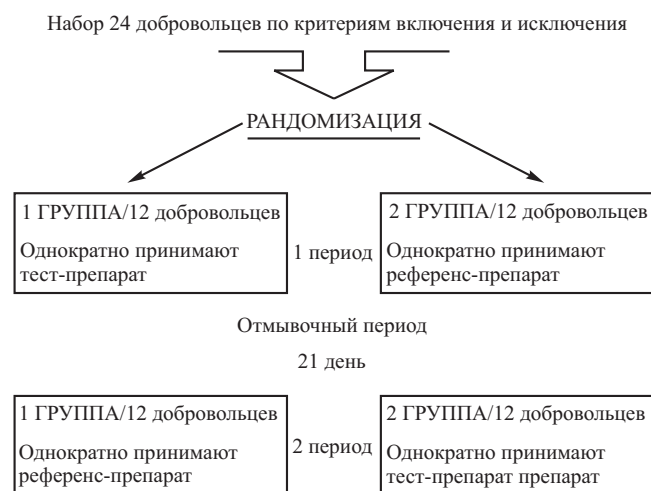 Набор 24 добровольцев по критериям включения и исключения
РАНДОМИЗАЦИЯ
1 ГРУППА/12 добровольцев
Однократно принимают
тест-препарат
1 период
2 ГРУППА/12 добровольцев
Однократно принимают
референс-препарат
Отмывочный период
21 день
1 ГРУППА/12 добровольцев
Однократно принимают
референс-препарат
2 период
2 ГРУППА/12 добровольцев
Однократно принимают
тест-препарат препарат